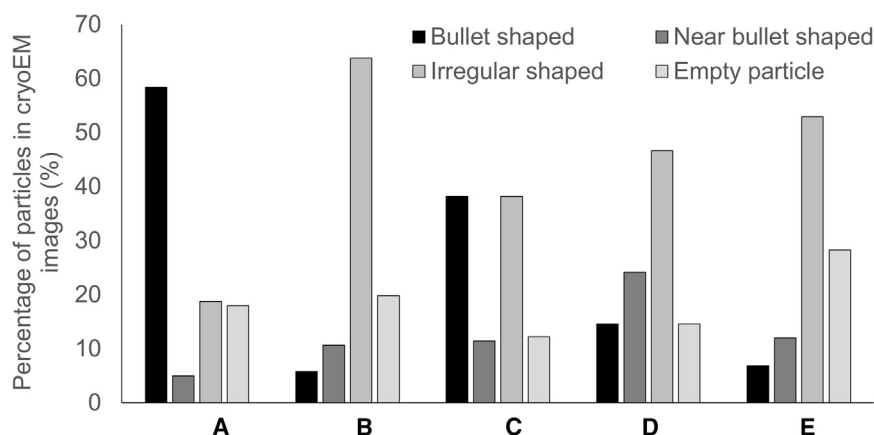 70
60
50
40
30
20
10
0
Percentage of particles in cryoEM
images (%)
Bullet shaped
Near bullet shaped
Irregular shaped
Empty particle
A B C D E